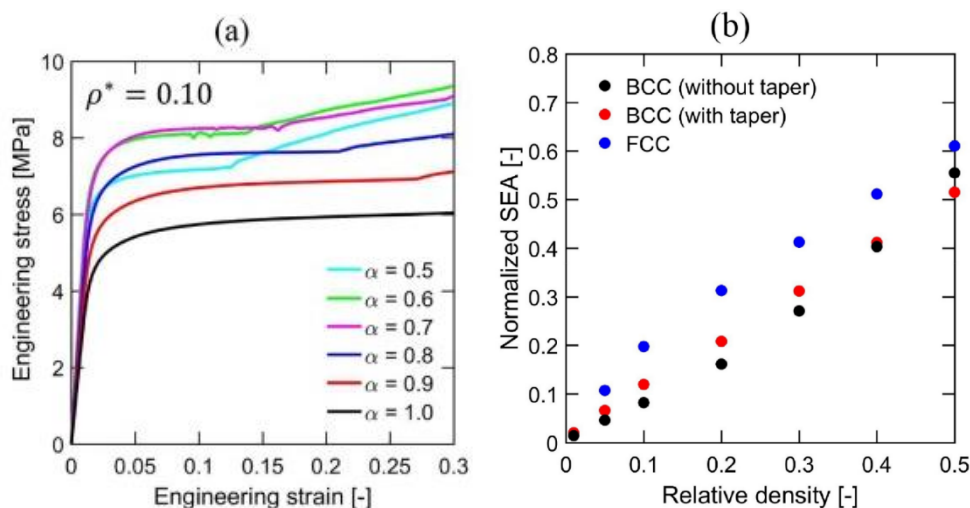 (a)
Engineering stress [MPa]
10
8
6
4
2
0
ρ* = 0.10
α = 0.5
α = 0.6
α = 0.7
α = 0.8
α = 0.9
α = 1.0
0 0.05 0.1 0.15 0.2 0.25 0.3
Engineering strain [-]
(b)
Normalized SEA [-]
0.8
0.7
0.6
0.5
0.4
0.3
0.2
0.1
0
BCC (without taper)
BCC (with taper)
FCC
0 0.1 0.2 0.3 0.4 0.5
Relative density [-]